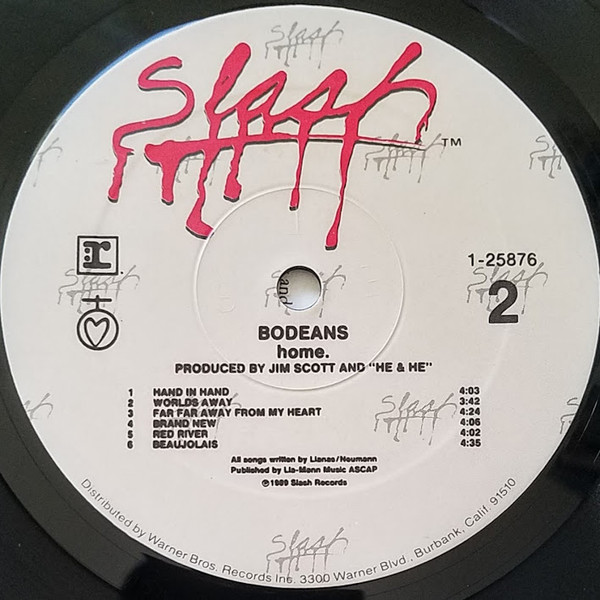 Slash
Slash™
r
1-25876
2
and
BODEANS
home.
PRODUCED BY JIM SCOTT AND "HE & HE"
1 HAND IN HAND 4:03
2 WORLDS AWAY 3:42
3 FAR FAR AWAY FROM MY HEART 4:24
4 BRAND NEW 4:06
5 RED RIVER 4:02
6 BEAUJOLAIS 4:35
All songs written by Llanas/Neumann
Published by Lla-Mann Music ASCAP
℗1989 Slash Records
Slash
Distributed by Warner Bros. Records Inc. 3300 Warner Blvd., Burbank, Calif. 91510